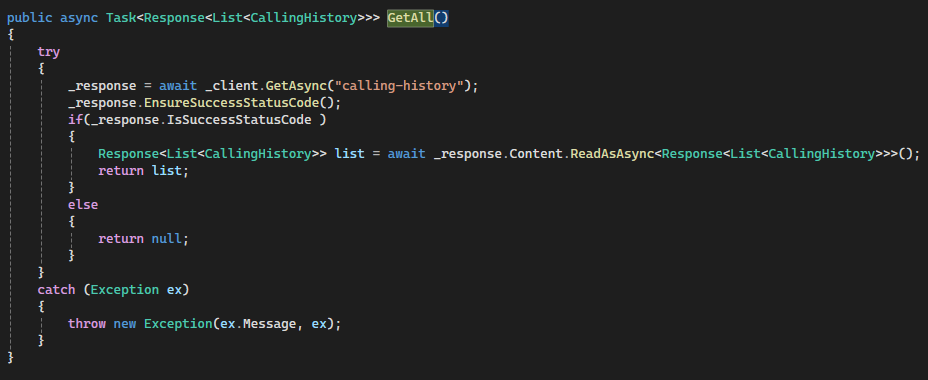 public async Task<Response<List<CallingHistory>>> GetAll()
{
try
{
_response = await _client.GetAsync("calling-history");
_response.EnsureSuccessStatusCode();
if(_response.IsSuccessStatusCode )
{
Response<List<CallingHistory>> list = await _response.Content.ReadAsAsync<Response<List<CallingHistory>>>();
return list;
}
else
{
return null;
}
}
catch (Exception ex)
{
throw new Exception(ex.Message, ex);
}
}